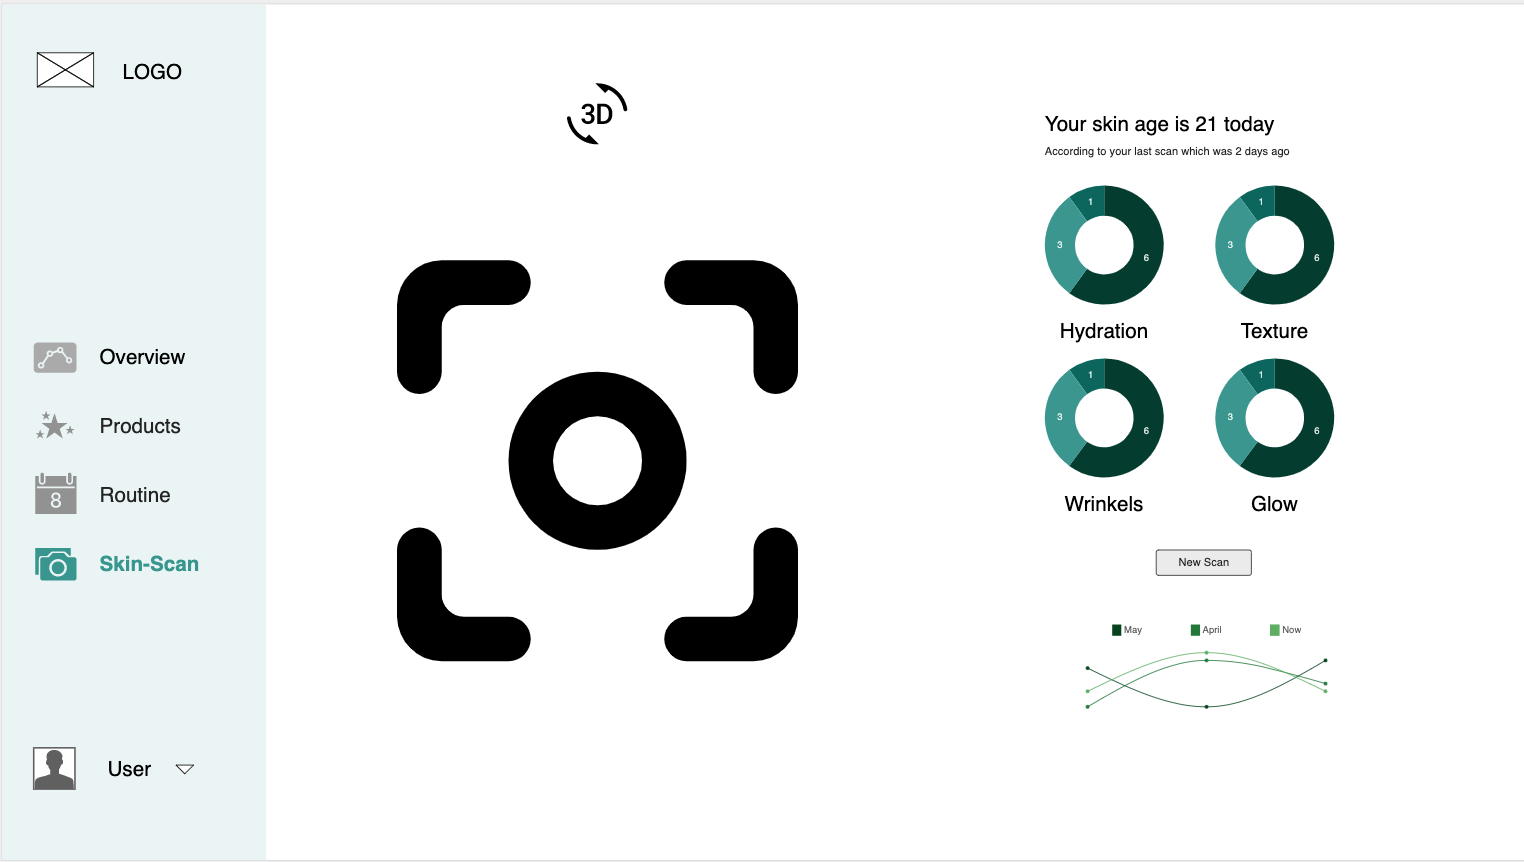 LOGO
Overview
Products
8
Routine
Skin-Scan
User
3D
Your skin age is 21 today
According to your last scan which was 2 days ago
1
3
6
Hydration
1
3
6
Texture
1
3
6
Wrinkels
1
3
6
Glow
New Scan
May
April
Now